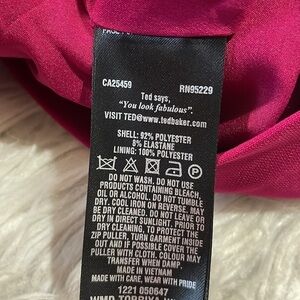 CA25459 RN95229
Ted says,
"You look fabulous".
VISIT TED@www.tedbaker.com
SHELL: 92% POLYESTER
8% ELASTANE
LINING: 100% POLYESTER
P
DO NOT WASH. DO NOT USE
PRODUCTS CONTAINING BLEACH,
OIL OR ALCOHOL. DO NOT TUMBLE
DRY. COOL IRON ON REVERSE. MAY
BE DRY CLEANED. DO NOT LEAVE OR
DRY IN DIRECT SUNLIGHT. PRIOR TO
DRY CLEANING, TO PROTECT THE
ZIP PULLER, TURN GARMENT INSIDE
OUT AND IF POSSIBLE COVER THE
PULLER WITH CLOTH. COLOUR MAY
TRANSFER WHEN DAMP.
MADE IN VIETNAM
MADE WITH CARE, WEAR WITH PRIDE
1221 050647
WMD